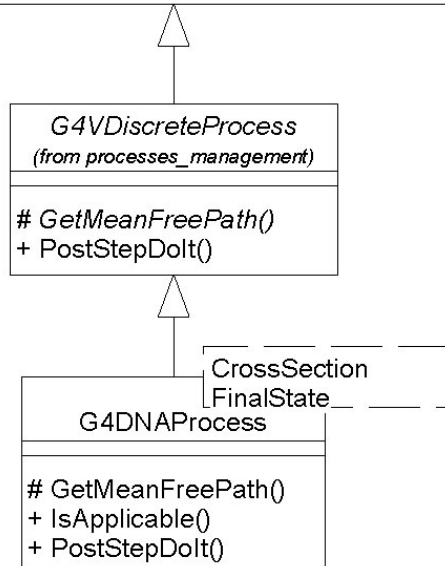 G4VDiscreteProcess
(from processes_management)
# GetMeanFreePath()
+ PostStepDoIt()
CrossSection
FinalState
G4DNAProcess
# GetMeanFreePath()
+ IsApplicable()
+ PostStepDoIt()